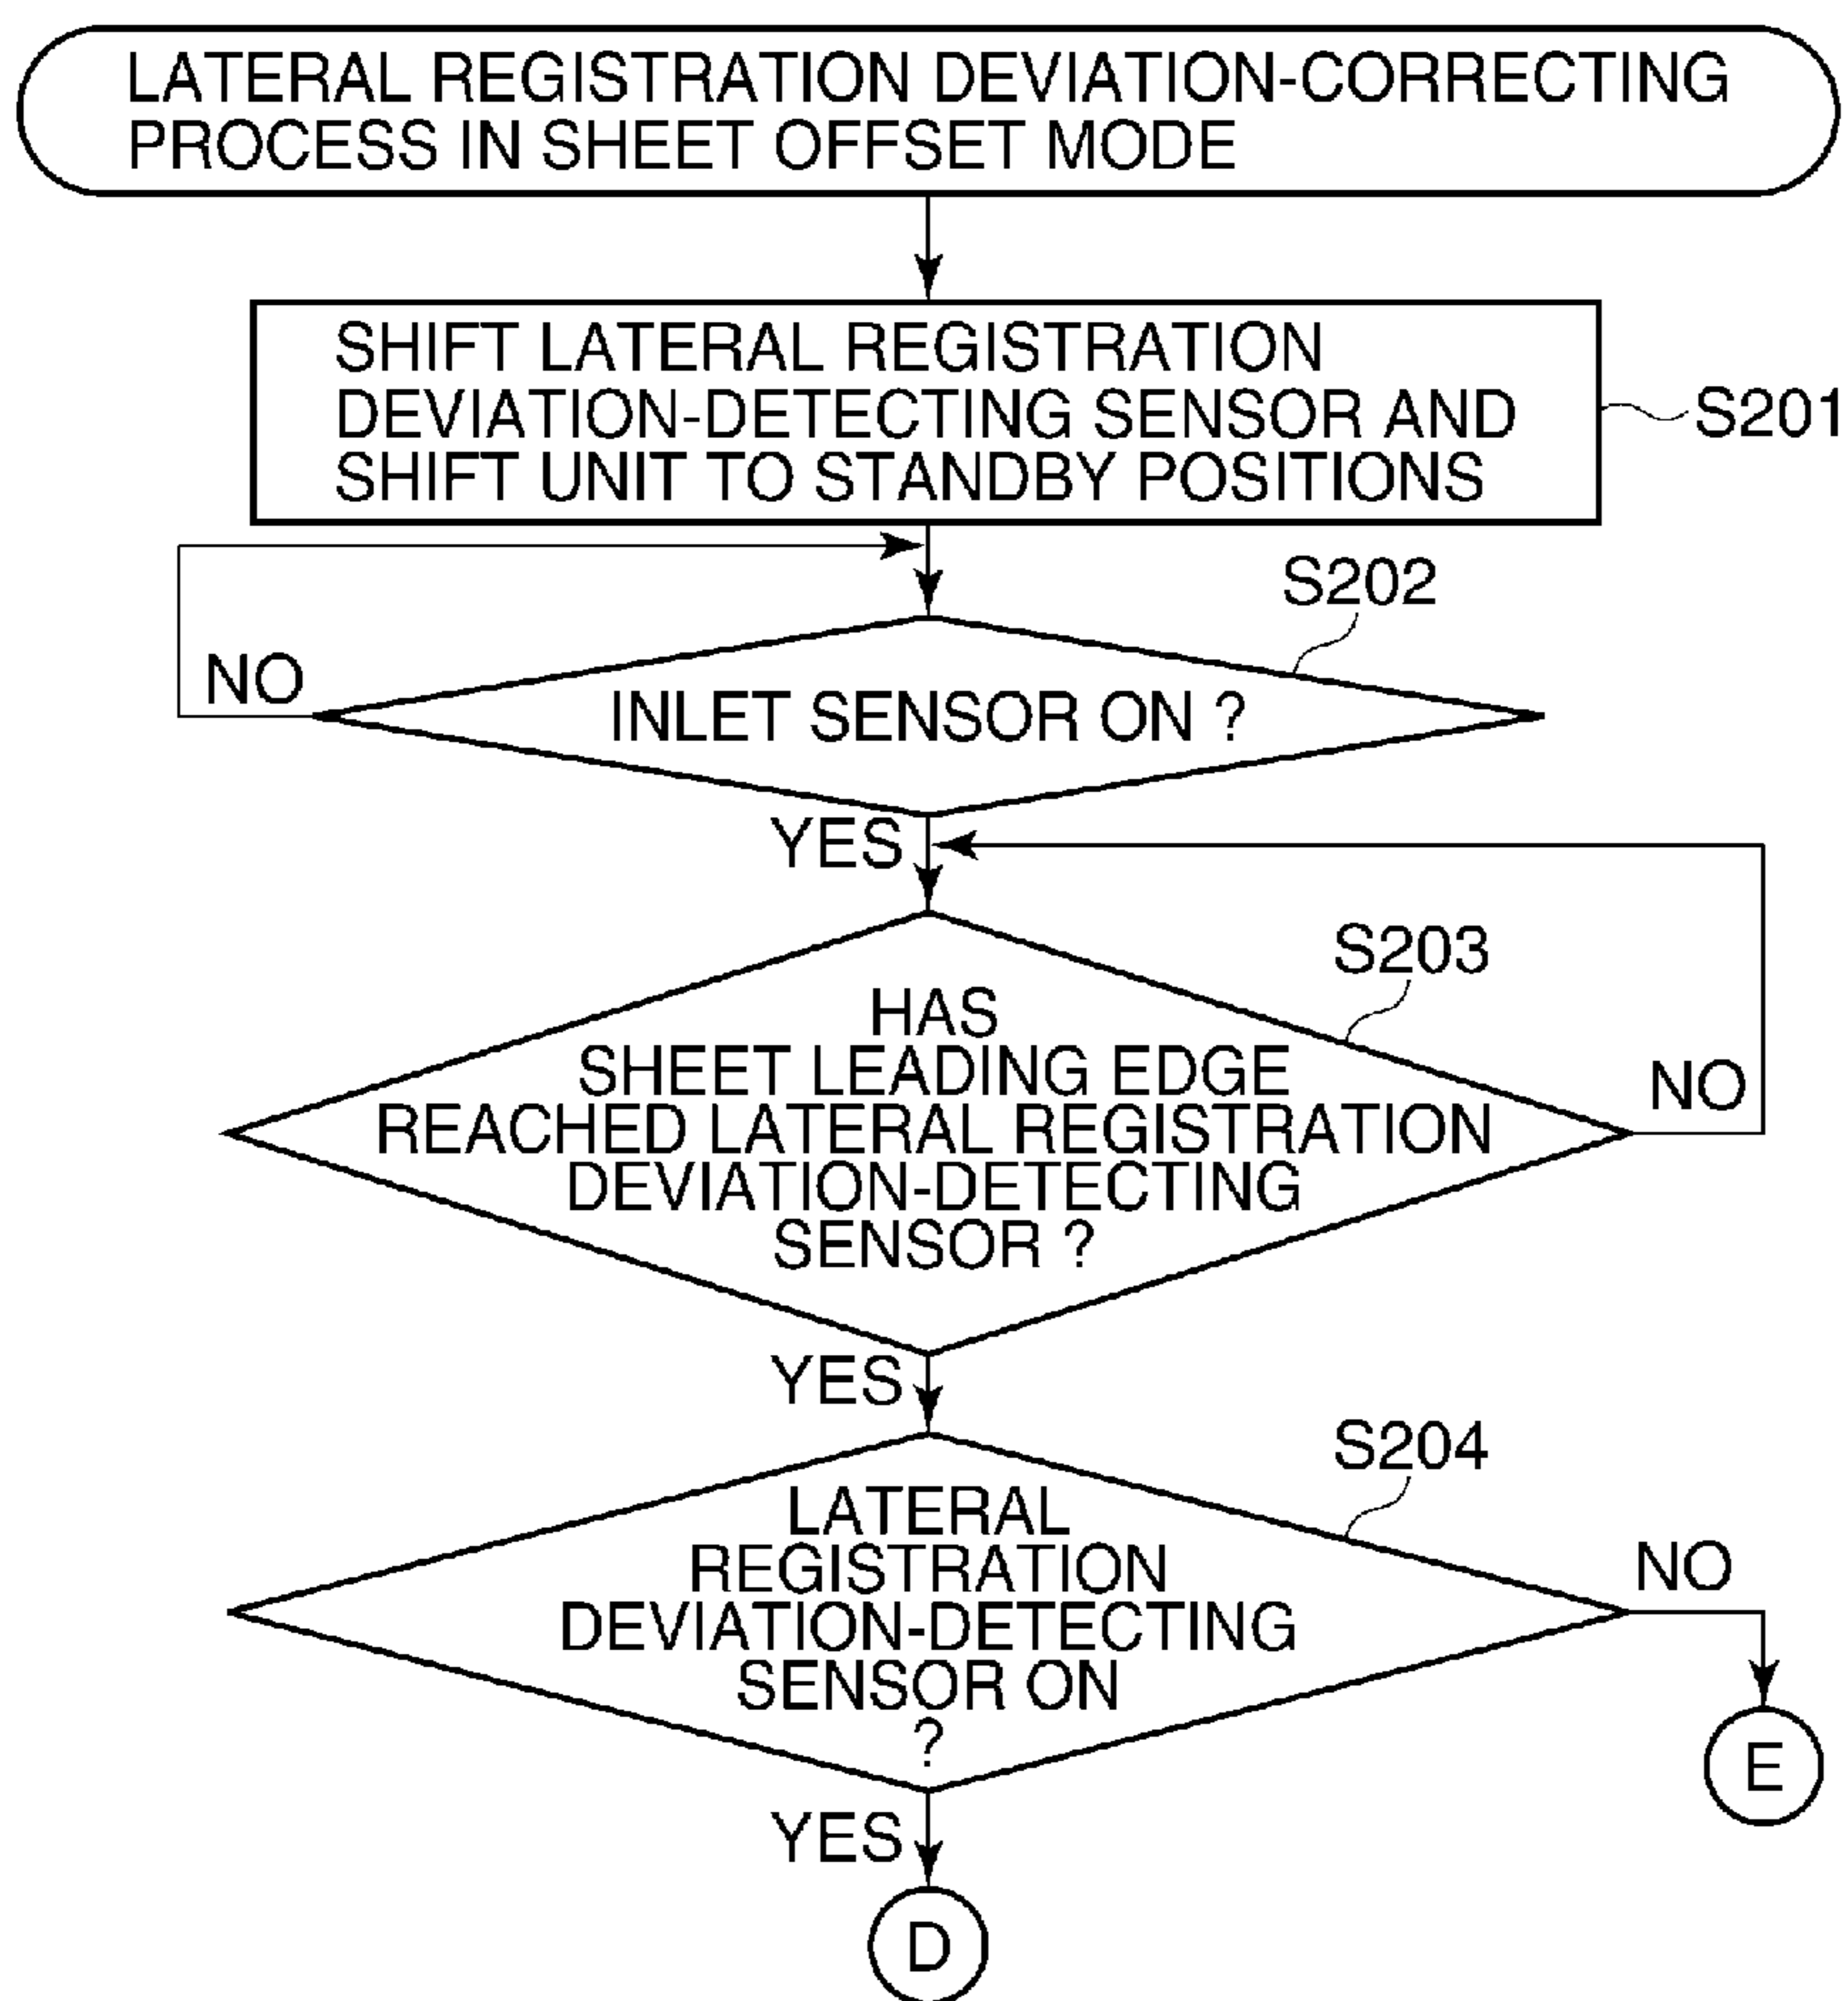 LATERAL REGISTRATION DEVIATION-CORRECTING
PROCESS IN SHEET OFFSET MODE
SHIFT LATERAL REGISTRATION
DEVIATION-DETECTING SENSOR AND
SHIFT UNIT TO STANDBY POSITIONS
S201
S202
NO
INLET SENSOR ON ?
YES
S203
HAS
SHEET LEADING EDGE
REACHED LATERAL REGISTRATION
DEVIATION-DETECTING
SENSOR ?
NO
YES
S204
LATERAL
REGISTRATION
DEVIATION-DETECTING
SENSOR ON
?
NO
E
YES
D